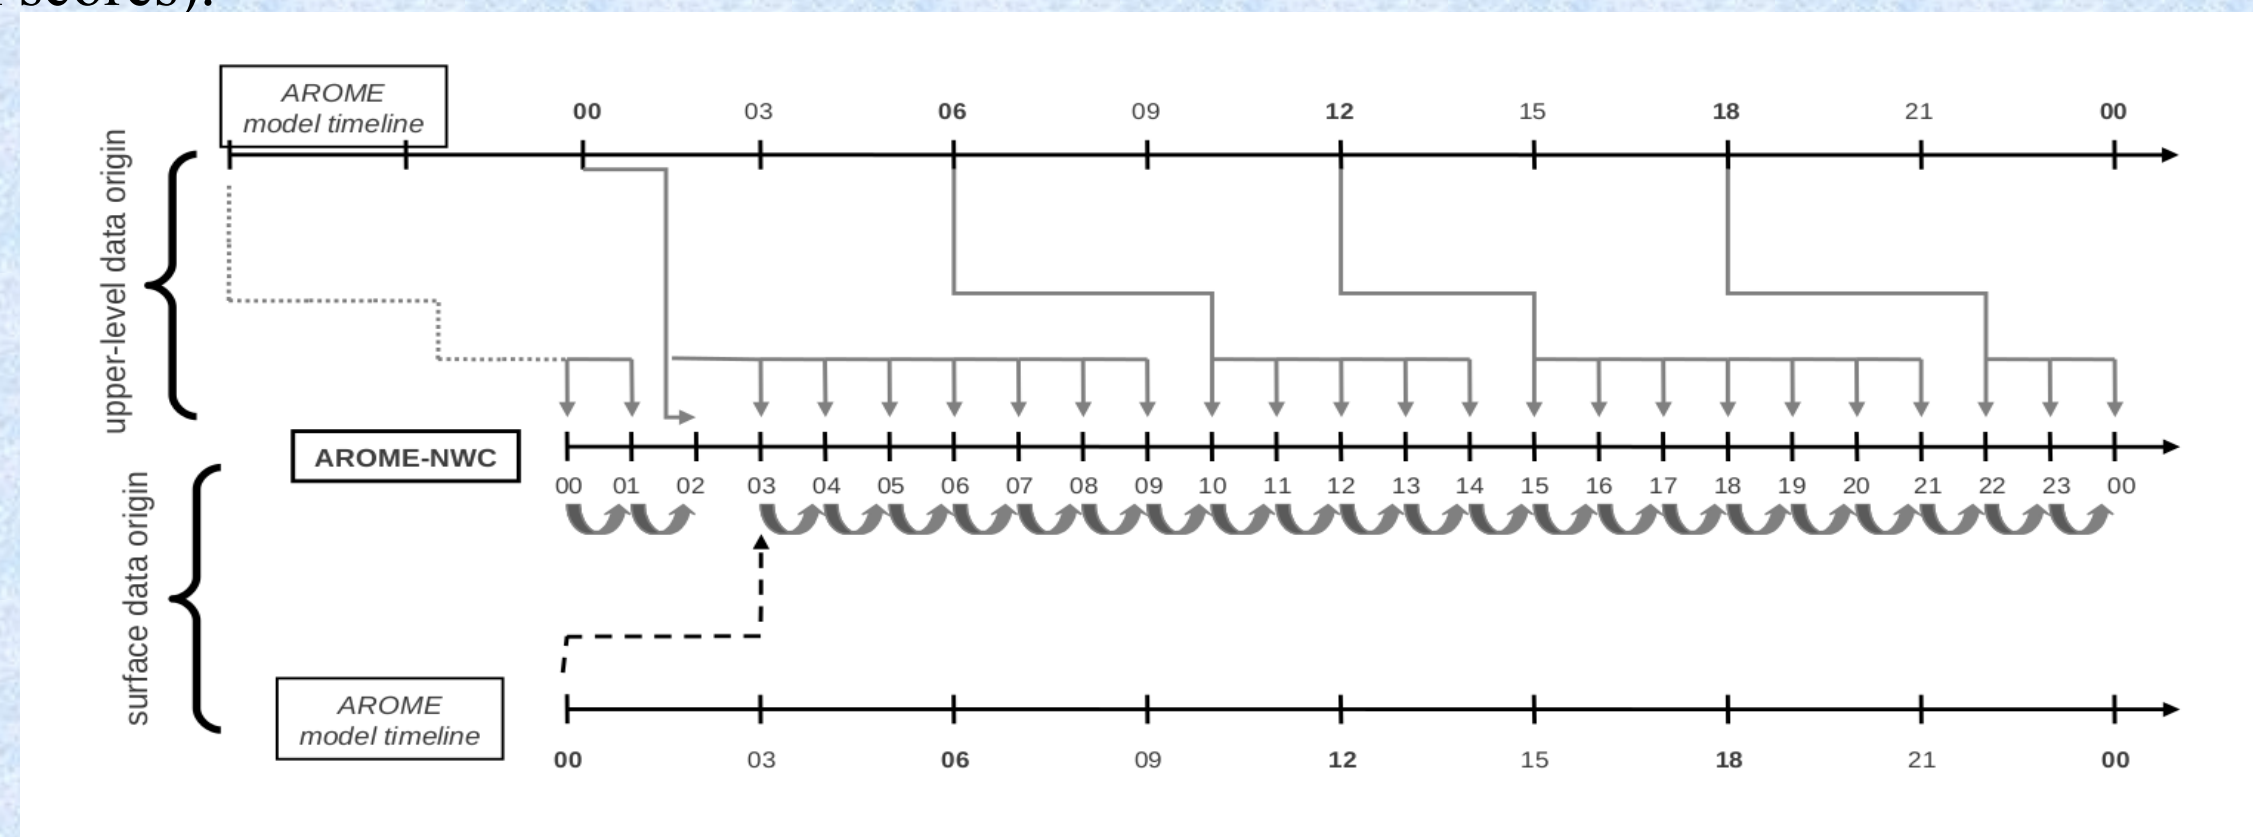 scores).
AROME
model timeline
00 03 06 09 12 15 18 21 00
upper-level data origin
AROME-NWC
00 01 02 03 04 05 06 07 08 09 10 11 12 13 14 15 16 17 18 19 20 21 22 23 00
surface data origin
AROME
model timeline
00 03 06 09 12 15 18 21 00